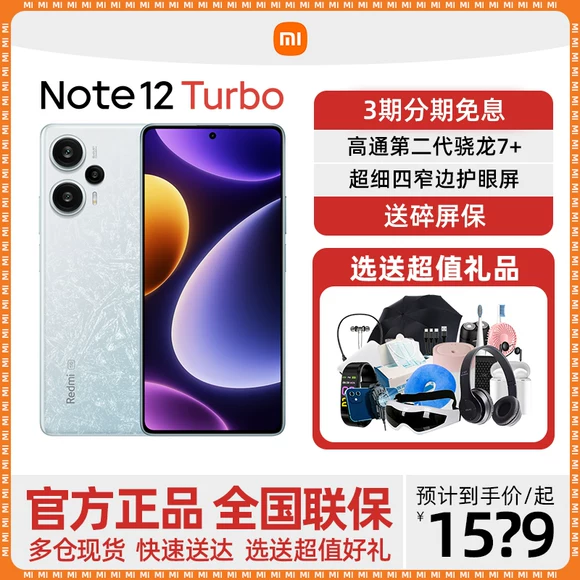 MI
Note 12 Turbo
3期分期免息
高通第二代骁龙7+
超细四窄边护眼屏
送碎屏保
选送超值礼品
Redmi
官方正品 全国联保
多仓现货 快速送达 选送超值好礼
预计到手价/起
¥15?9